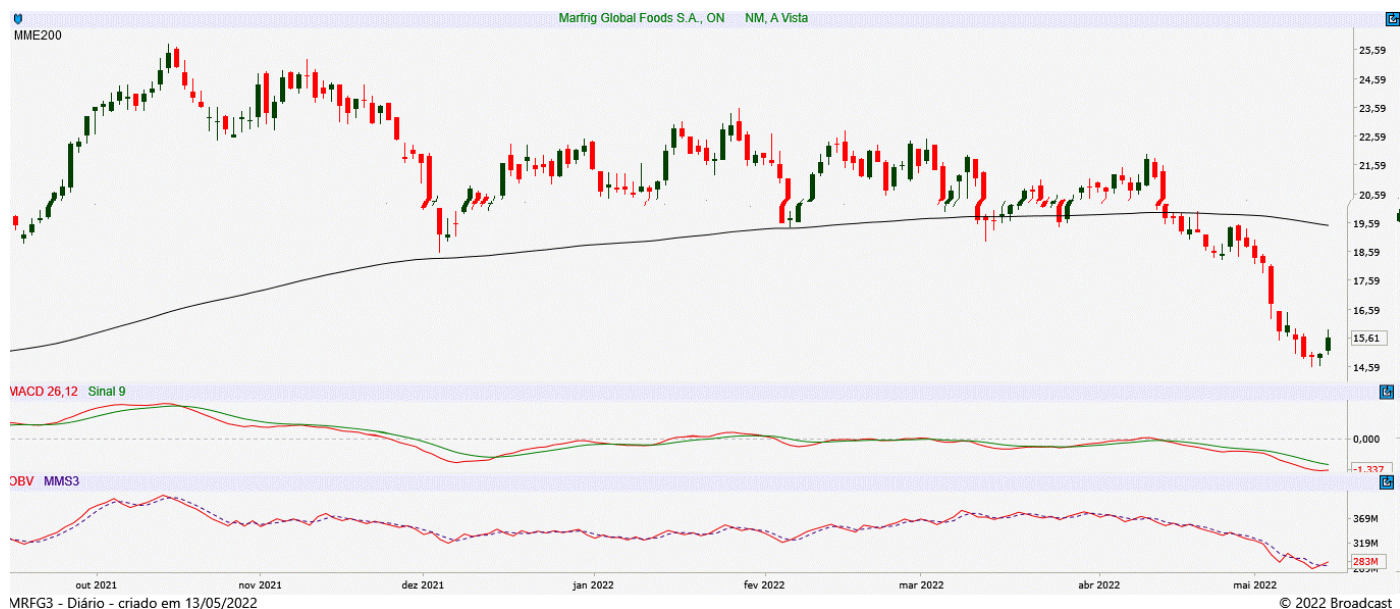 Marfrig Global Foods S.A., ON NM, A Vista
MME200
25,59
24,59
23,59
22,59
21,59
20,59
19,59
18,59
17,59
16,59
15,61
14,59
MACD 26,12 Sinal 9
0,000
-1,337
OBV MMS3
369M
319M
283M
out 2021 nov 2021 dez 2021 jan 2022 fev 2022 mar 2022 abr 2022 mai 2022
MRFG3 - Diário - criado em 13/05/2022 © 2022 Broadcast